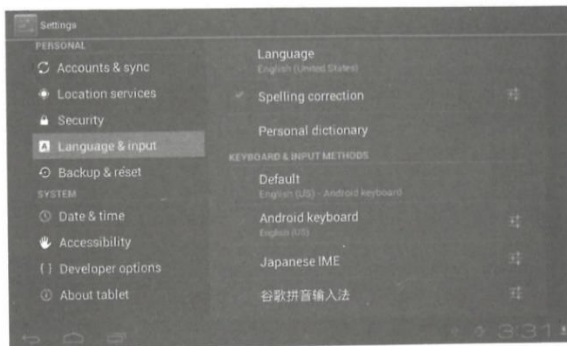 Settings
PERSONAL
Accounts & sync
Location services
Security
Language & input
Backup & reset
SYSTEM
Date & time
Accessibility
Developer options
About tablet
Language
English (United States)
Spelling correction
Personal dictionary
KEYBOARD & INPUT METHODS
Default
English (US) - Android keyboard
Android keyboard
English (US)
Japanese IME
谷歌拼音输入法
3:31